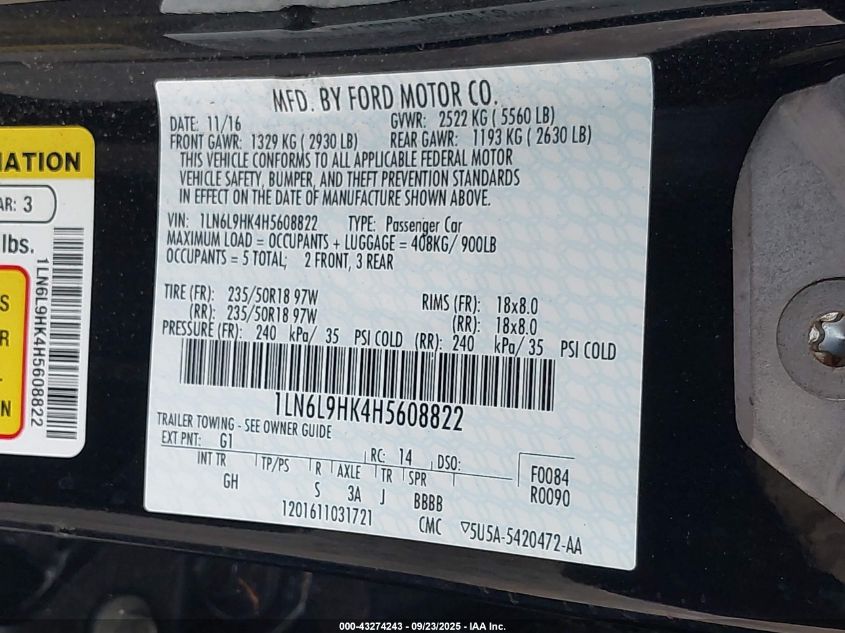 MFD. BY FORD MOTOR CO.
DATE: 11/16 GVWR: 2522 KG ( 5560 LB)
FRONT GAWR: 1329 KG ( 2930 LB) REAR GAWR: 1193 KG ( 2630 LB)
THIS VEHICLE CONFORMS TO ALL APPLICABLE FEDERAL MOTOR
VEHICLE SAFETY, BUMPER, AND THEFT PREVENTION STANDARDS
IN EFFECT ON THE DATE OF MANUFACTURE SHOWN ABOVE.
VIN: 1LN6L9HK4H5608822 TYPE: Passenger Car
MAXIMUM LOAD = OCCUPANTS + LUGGAGE = 408KG/ 900LB
OCCUPANTS = 5 TOTAL; 2 FRONT, 3 REAR
TIRE (FR): 235/50R18 97W RIMS (FR): 18x8.0
(RR): 235/50R18 97W (RR): 18x8.0
PRESSURE (FR): 240 kPa/ 35 PSI COLD (RR): 240 kPa/ 35 PSI COLD
1LN6L9HK4H5608822
TRAILER TOWING - SEE OWNER GUIDE
EXT PNT: G1 RC: 14 DSO: F0084
INT TR TP/PS R AXLE TR SPR R0090
GH S 3A J BBBB
1201611031721 CMC ▽5U5A-5420472-AA
AR: 3
lbs.
S
R
N
1LN6L9HK4H5608822
000-43274243 - 09/23/2025 - IAA Inc.